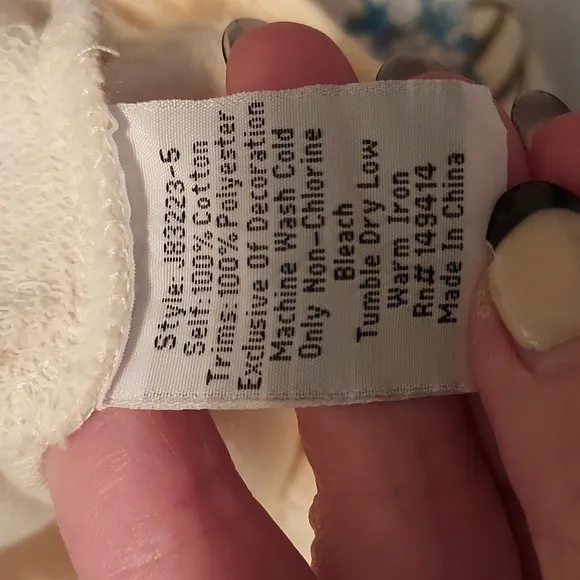 Style:J83223-5
Self:100% Cotton
Trims:100% Polyester
Exclusive Of Decoration
Machine Wash Cold
Only Non-Chlorine
Bleach
Tumble Dry Low
Warm Iron
Rn# 149414
Made In China